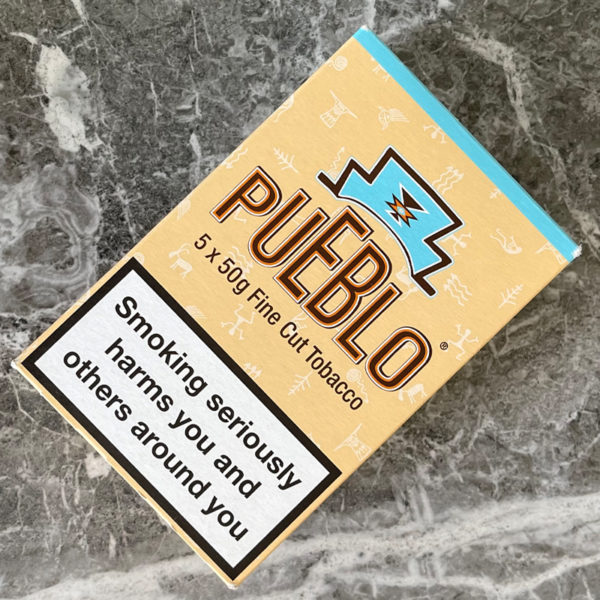 PUEBLO®
5 x 50g Fine Cut Tobacco
Smoking seriously
harms you and
others around you